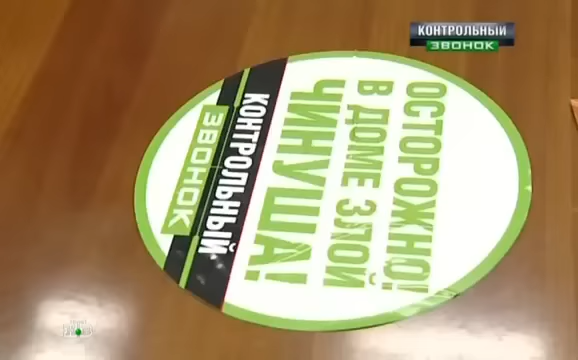 КОНТРОЛЬНЫЙ
ЗВОНОК
ОСТОРОЖНО!
В ДОМЕ ЗЛОЙ
ЧИНУША!
КОНТРОЛЬНЫЙ
ЗВОНОК